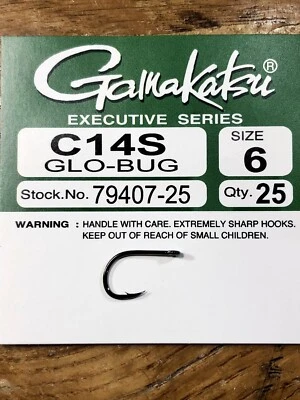 Gamakatsu®
EXECUTIVE SERIES
C14S
GLO-BUG
SIZE
6
Stock.No. 79407-25
Qty. 25
WARNING : HANDLE WITH CARE. EXTREMELY SHARP HOOKS.
KEEP OUT OF REACH OF SMALL CHILDREN.